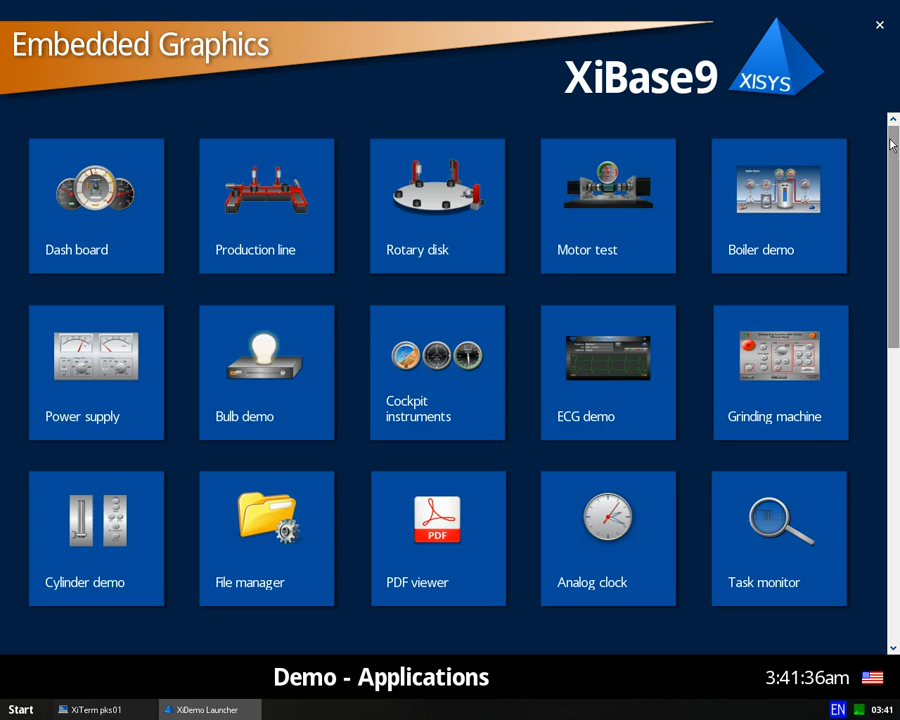 Embedded Graphics
XiBase9
XISYS
Dash board
Production line
Rotary disk
Motor test
Boiler demo
Power supply
Bulb demo
Cockpit
instruments
ECG demo
Grinding machine
PDF
Cylinder demo
File manager
PDF viewer
Analog clock
Task monitor
Demo - Applications
3:41:36am
Start
XiTerm pks01
XiDemo Launcher
EN
03:41